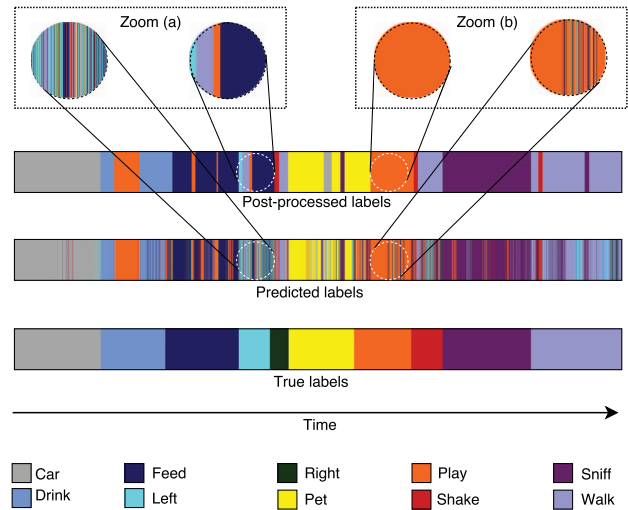 Zoom (a)
Zoom (b)
Post-processed labels
Predicted labels
True labels
Time
Car
Feed
Right
Play
Sniff
Drink
Left
Pet
Shake
Walk